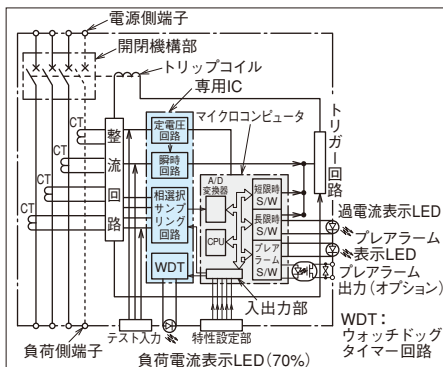 電源側端子
開閉機構部
トリップコイル
専用IC
マイクロコンピュータ
CT
CT
CT
整流回路
定電圧
回路
瞬時
回路
相選択
サンプ
リング
回路
WDT
A/D
変換器
CPU
短限時
S/W
長限時
S/W
プレア
ラーム
S/W
トリガー回路
過電流表示LED
プレアラーム
表示LED
プレアラーム
出力(オプション)
入出力部
WDT:
ウォッチドッグ
タイマー回路
負荷側端子
テスト入力
特性設定部
負荷電流表示LED(70%)